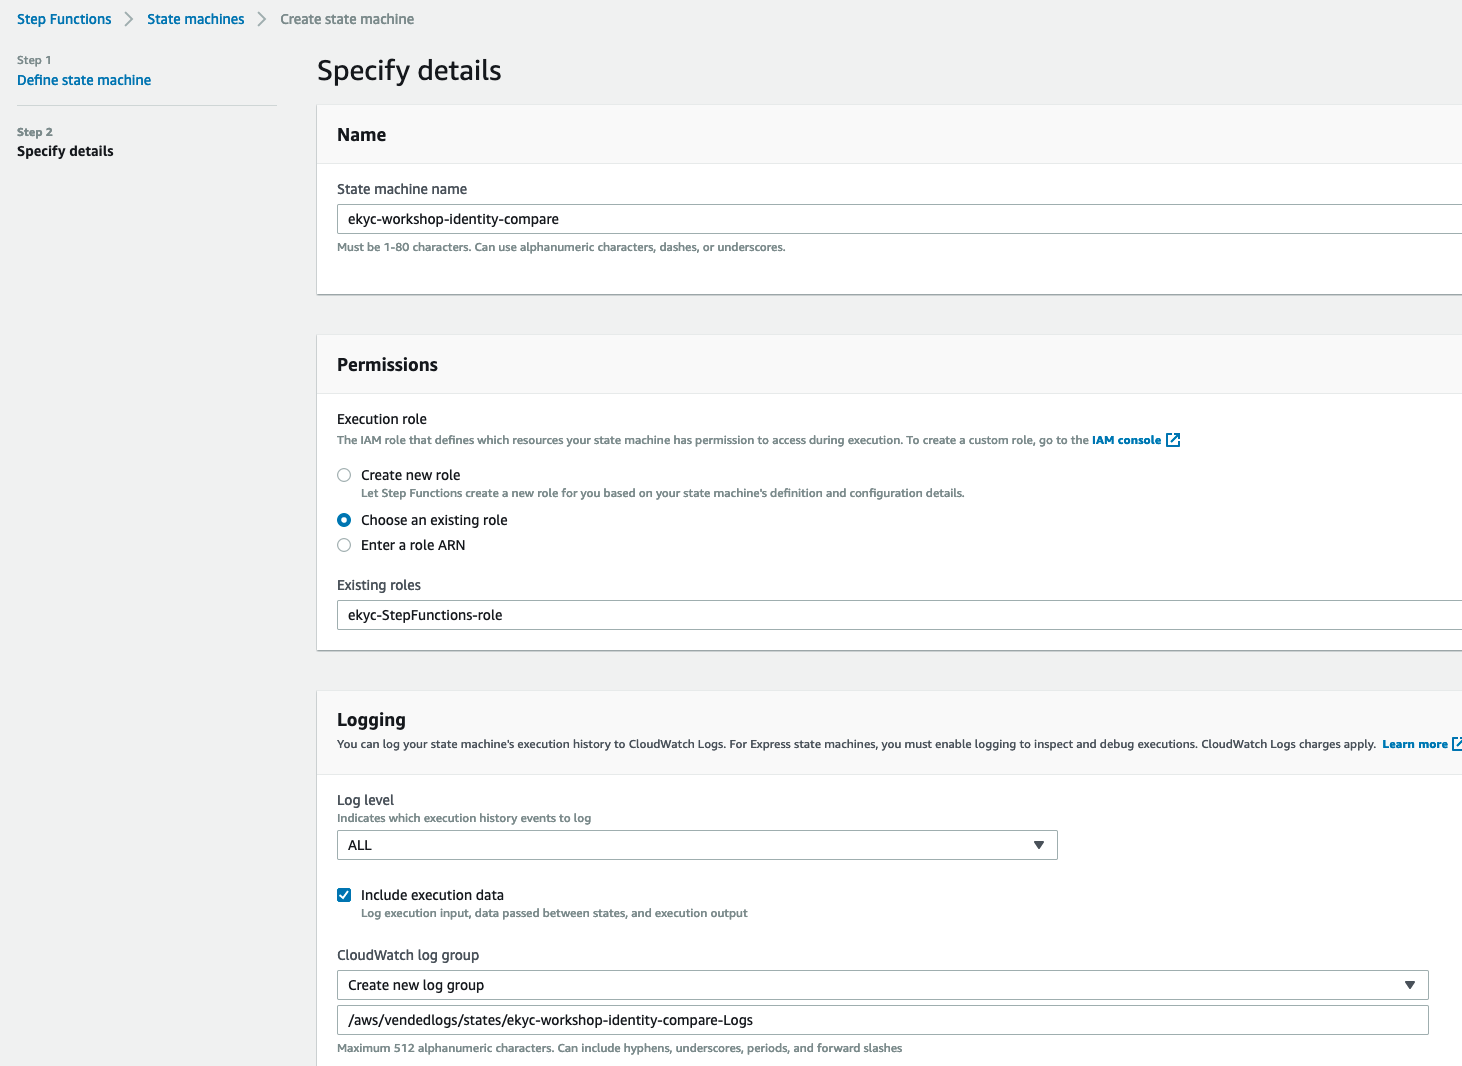 Step Functions
State machines
Create state machine
Step 1
Define state machine
Step 2
Specify details
Specify details
Name
State machine name
ekyc-workshop-identity-compare
Must be 1-80 characters. Can use alphanumeric characters, dashes, or underscores.
Permissions
Execution role
The IAM role that defines which resources your state machine has permission to access during execution. To create a custom role, go to the IAM console
Create new role
Let Step Functions create a new role for you based on your state machine's definition and configuration details.
Choose an existing role
Enter a role ARN
Existing roles
ekyc-StepFunctions-role
Logging
You can log your state machine's execution history to CloudWatch Logs. For Express state machines, you must enable logging to inspect and debug executions. CloudWatch Logs charges apply. Learn more
Log level
Indicates which execution history events to log
ALL
Include execution data
Log execution input, data passed between states, and execution output
CloudWatch log group
Create new log group
/aws/vendedlogs/states/ekyc-workshop-identity-compare-Logs
Maximum 512 alphanumeric characters. Can include hyphens, underscores, periods, and forward slashes